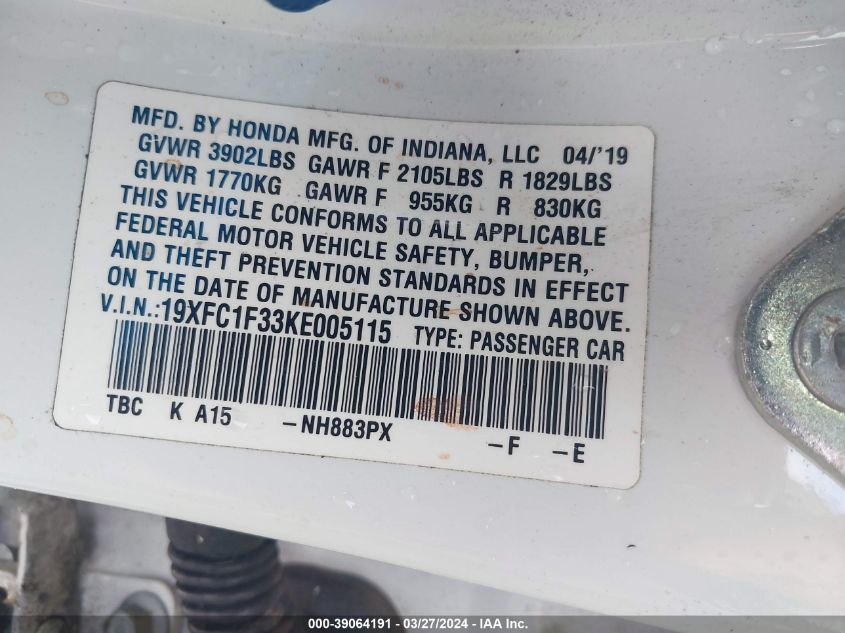 MFD. BY HONDA MFG. OF INDIANA, LLC 04/'19
GVWR 3902LBS GAWR F 2105LBS R 1829LBS
GVWR 1770KG GAWR F 955KG R 830KG
THIS VEHICLE CONFORMS TO ALL APPLICABLE
FEDERAL MOTOR VEHICLE SAFETY, BUMPER,
AND THEFT PREVENTION STANDARDS IN EFFECT
ON THE DATE OF MANUFACTURE SHOWN ABOVE.
V.I.N.:19XFC1F33KE005115 TYPE: PASSENGER CAR
TBC K A15 –NH883PX –F –E
000-39064191 - 03/27/2024 - IAA Inc.